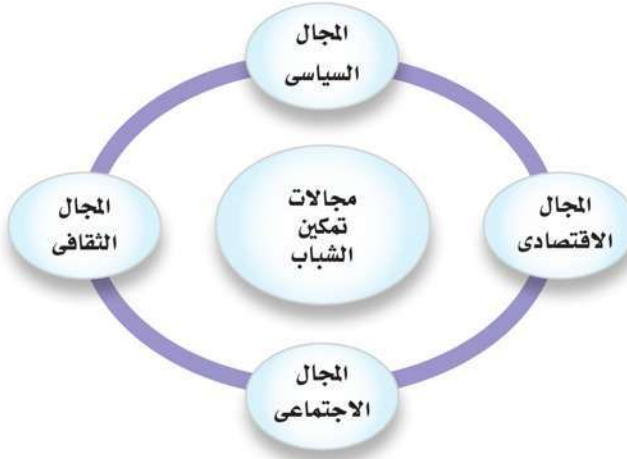 المجال
السياسى
المجال
الاقتصادى
مجالات
تمكين
الشباب
المجال
الثقافى
المجال
الاجتماعى